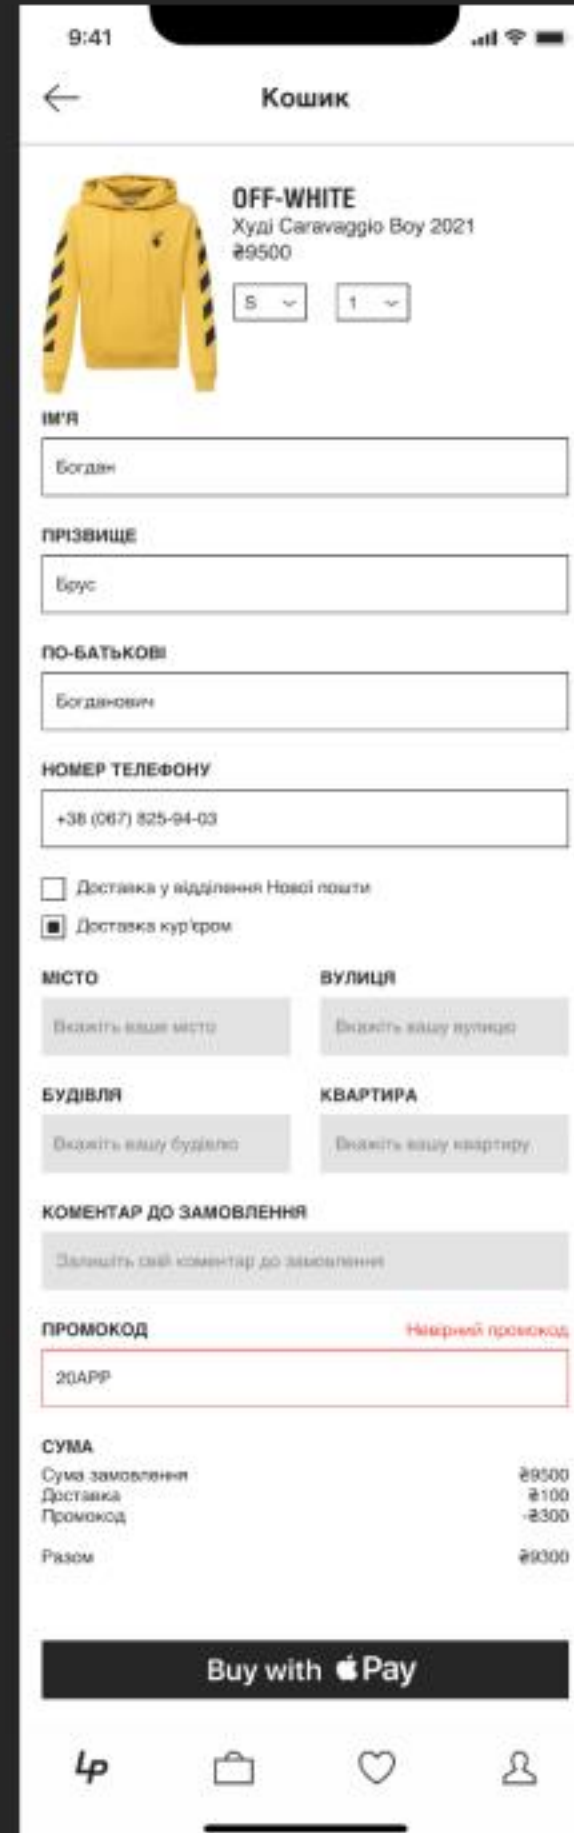 9:41
Кошик
OFF-WHITE
Худі Caravaggio Boy 2021
₴9500
S
1
ІМ'Я
Богдан
ПРІЗВИЩЕ
Брус
ПО-БАТЬКОВІ
Богданович
НОМЕР ТЕЛЕФОНУ
+38 (067) 825-94-03
Доставка у відділення Нової пошти
Доставка кур'єром
МІСТО
ВУЛИЦЯ
Вкажіть ваше місто
Вкажіть вашу вулицю
БУДІВЛЯ
КВАРТИРА
Вкажіть вашу будівлю
Вкажіть вашу квартиру
КОМЕНТАР ДО ЗАМОВЛЕННЯ
Залишіть свій коментар до замовлення
ПРОМОКОД
Невірний промокод
20APP
СУМА
Сума замовлення ₴9500
Доставка ₴100
Промокод -₴300
Разом ₴9300
Buy with Pay
LP